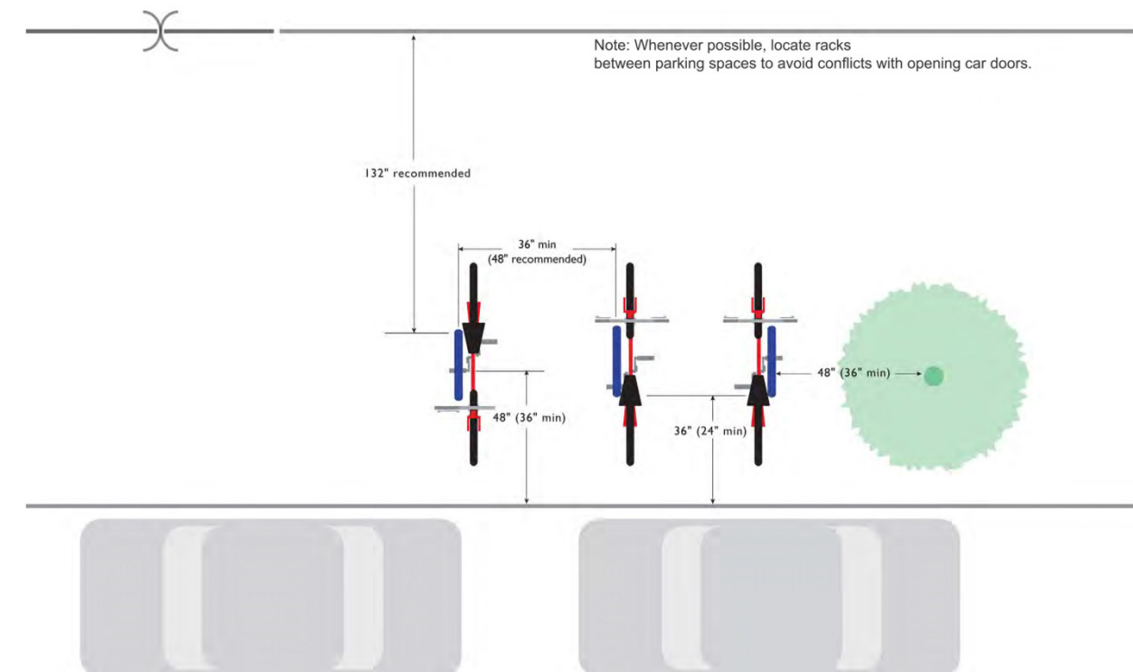 Note: Whenever possible, locate racks
between parking spaces to avoid conflicts with opening car doors.
132" recommended
36" min
(48" recommended)
48" (36" min)
48" (36" min)
36" (24" min)